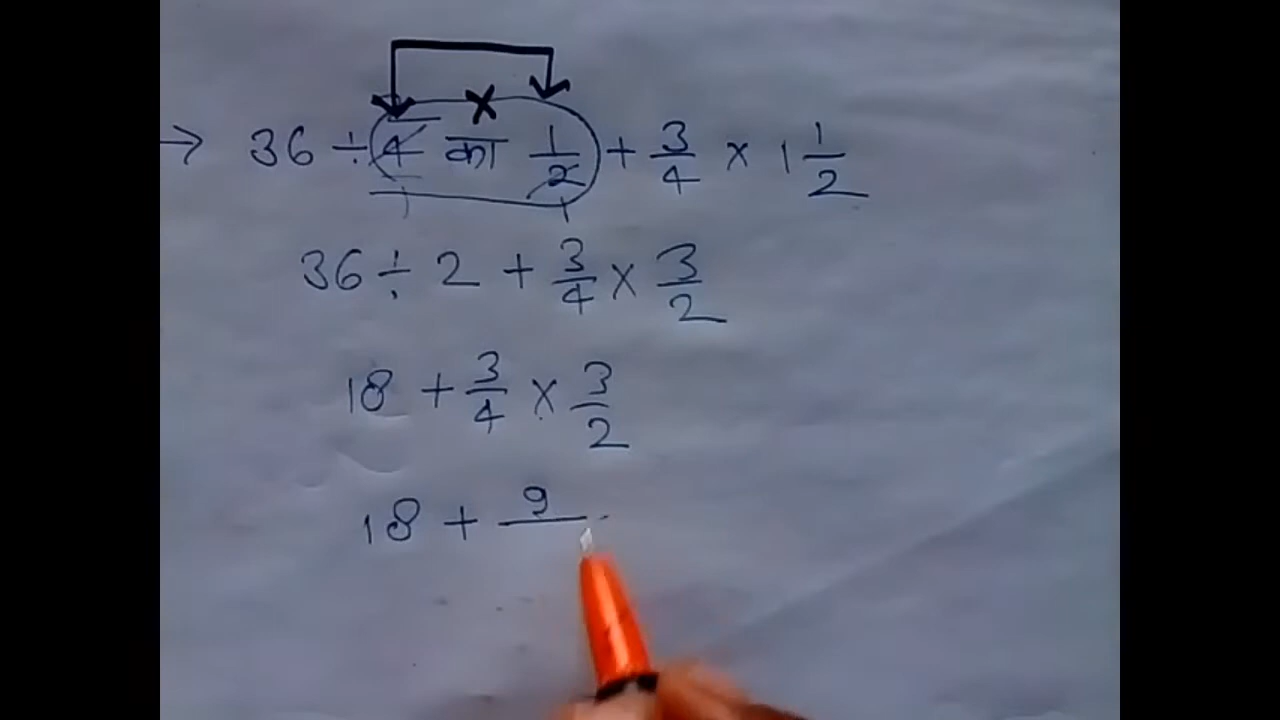 → 36 ÷ (4 का × 1/2) + 3/4 × 1 1/2
36 ÷ 2 + 3/4 × 3/2
18 + 3/4 × 3/2
18 + 9/